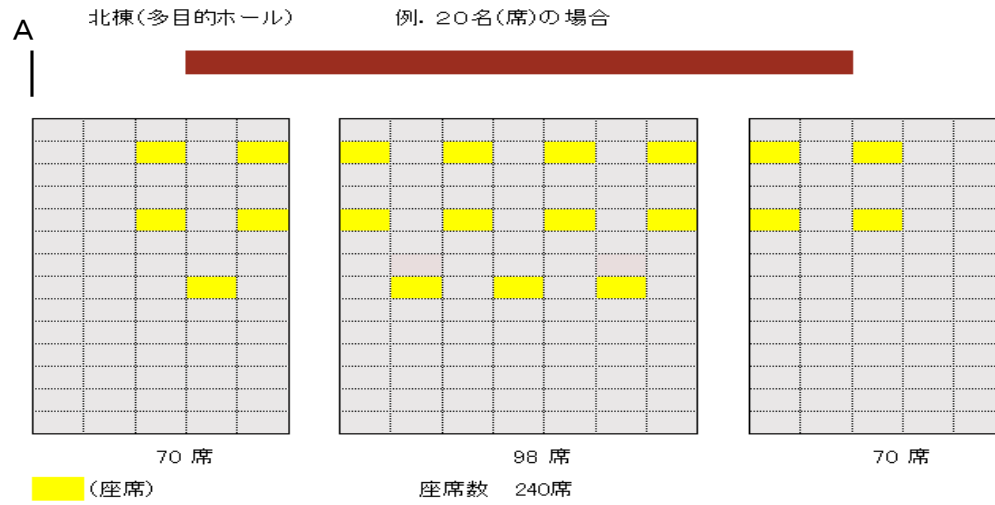 北棟(多目的ホール) 例. 20名(席)の場合
A
70 席 98 席 70 席
(座席) 座席数 240席